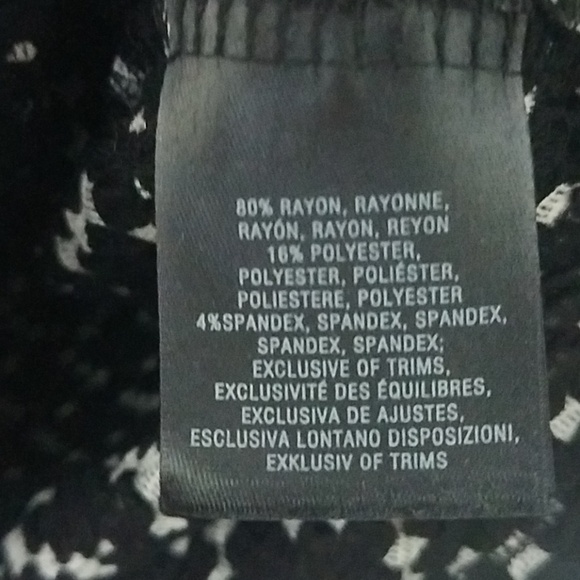 80% RAYON, RAYONNE,
RAYÓN, RAYON, REYON
16% POLYESTER,
POLYESTER, POLIÉSTER,
POLIESTERE, POLYESTER
4%SPANDEX, SPANDEX, SPANDEX,
SPANDEX, SPANDEX;
EXCLUSIVE OF TRIMS,
EXCLUSIVITÉ DES ÉQUILIBRES,
EXCLUSIVA DE AJUSTES,
ESCLUSIVA LONTANO DISPOSIZIONI,
EXKLUSIV OF TRIMS